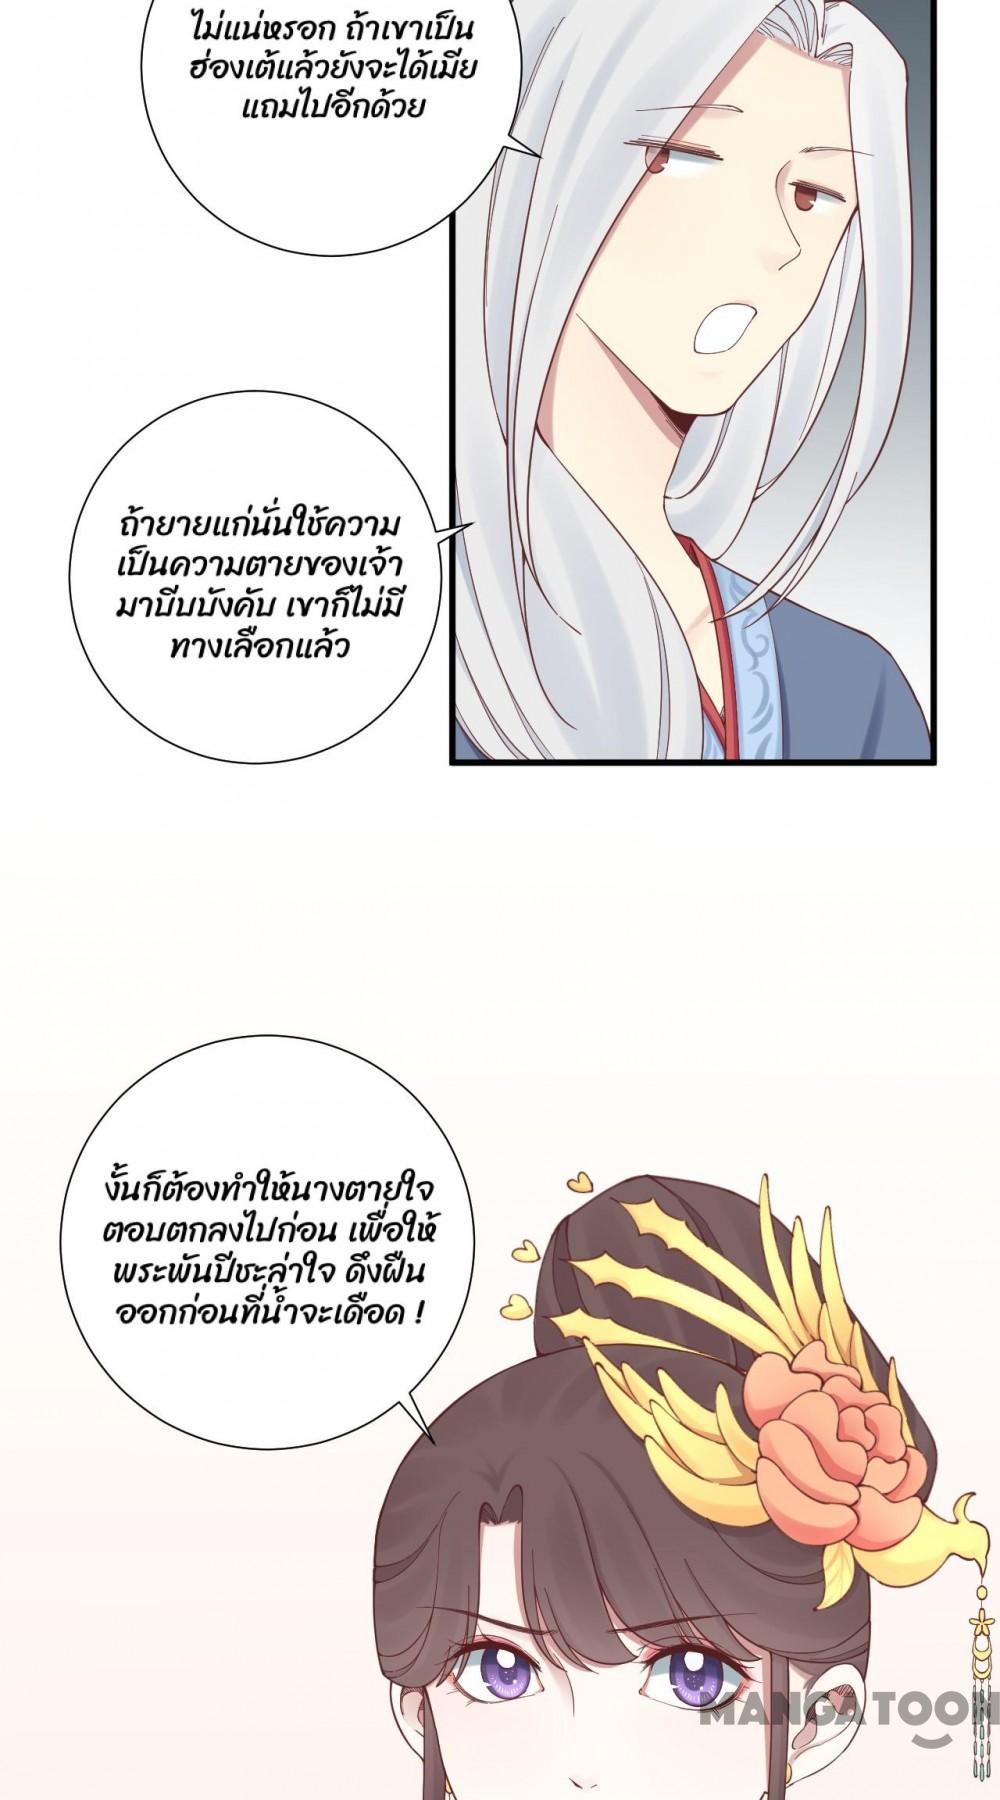 ไม่แน่หรอก ถ้าเขาเป็น
ฮ่องเต้แล้วยังจะได้เมีย
แถมไปอีกด้วย
ถ้ายายแก่นั่นใช้ความ
เป็นความตายของเจ้า
มาบีบบังคับ เขาก็ไม่มี
ทางเลือกแล้ว
งั้นก็ต้องทำให้นางตายใจ
ตอบตกลงไปก่อน เพื่อให้
พระพันปีชะล่าใจ ดึงฝืน
ออกก่อนที่น้ำจะเดือด !
MANGATOON